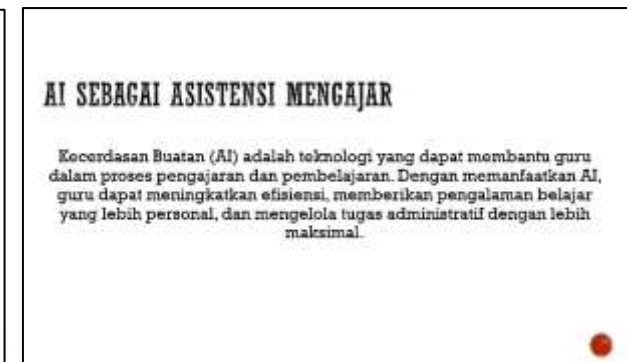 AI SEBAGAI ASISTENSI MENGAJAR
Kecerdasan Buatan (AI) adalah teknologi yang dapat membantu guru
dalam proses pengajaran dan pembelajaran. Dengan memanfaatkan AI,
guru dapat meningkatkan efisiensi, memberikan pengalaman belajar
yang lebih personal, dan mengelola tugas administratif dengan lebih
maksimal.